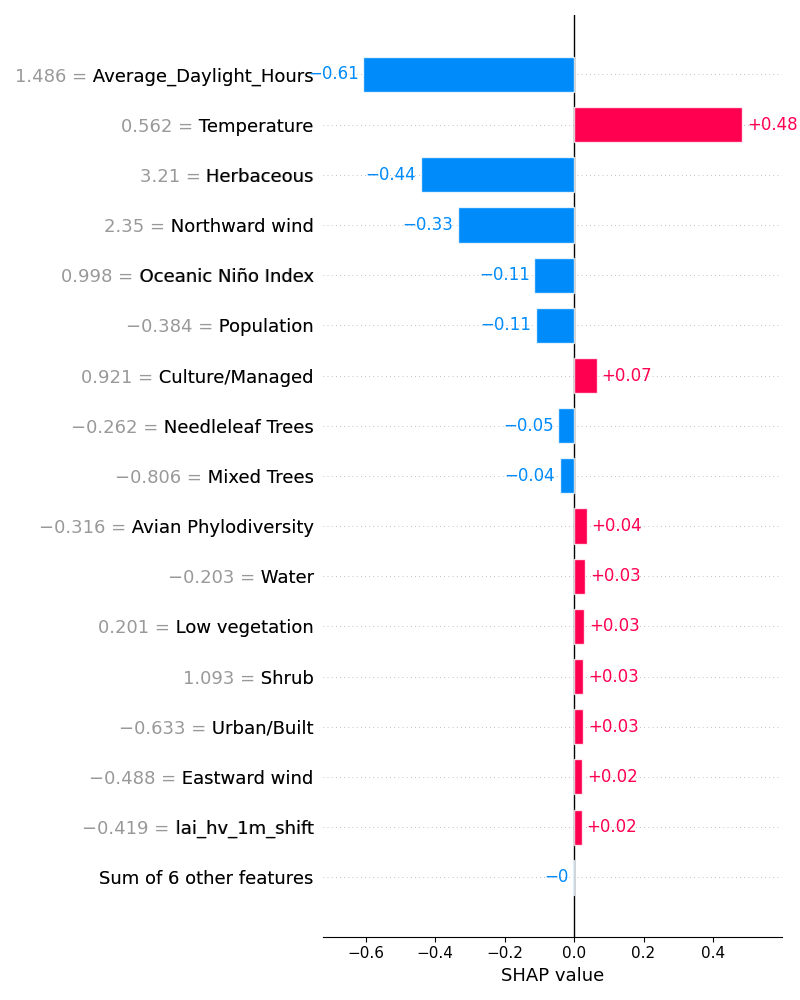 1.486 = Average_Daylight_Hours −0.61
0.562 = Temperature +0.48
3.21 = Herbaceous −0.44
2.35 = Northward wind −0.33
0.998 = Oceanic Niño Index −0.11
−0.384 = Population −0.11
0.921 = Culture/Managed +0.07
−0.262 = Needleleaf Trees −0.05
−0.806 = Mixed Trees −0.04
−0.316 = Avian Phylodiversity +0.04
−0.203 = Water +0.03
0.201 = Low vegetation +0.03
1.093 = Shrub +0.03
−0.633 = Urban/Built +0.03
−0.488 = Eastward wind +0.02
−0.419 = lai_hv_1m_shift +0.02
Sum of 6 other features −0
−0.6 −0.4 −0.2 0.0 0.2 0.4
SHAP value